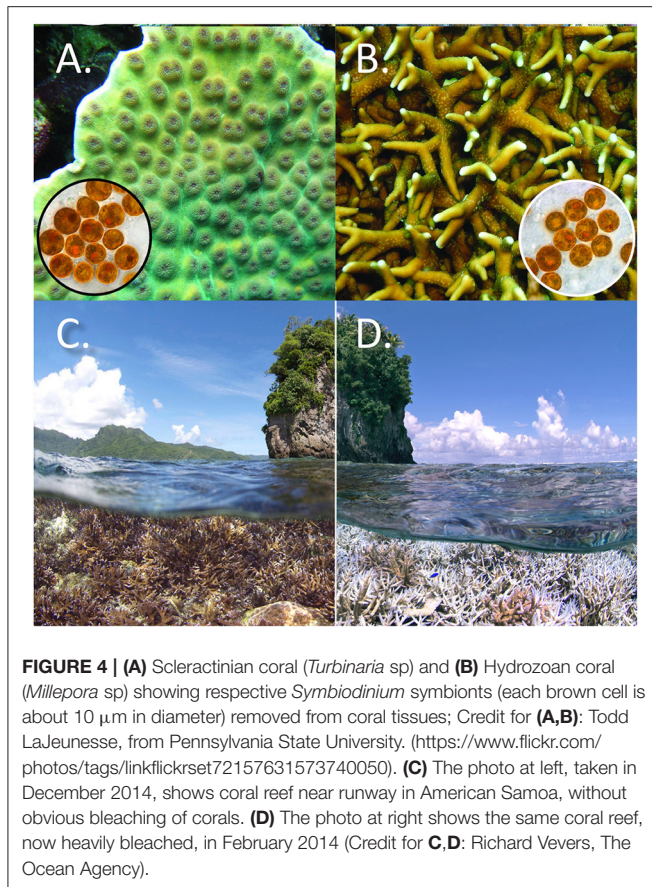 A.
B.
C.
D.
FIGURE 4 | (A) Scleractinian coral (Turbinaria sp) and (B) Hydrozoan coral
(Millepora sp) showing respective Symbiodinium symbionts (each brown cell is
about 10 μm in diameter) removed from coral tissues; Credit for (A,B): Todd
LaJeunesse, from Pennsylvania State University. (https://www.flickr.com/
photos/tags/linkflickrset72157631573740050). (C) The photo at left, taken in
December 2014, shows coral reef near runway in American Samoa, without
obvious bleaching of corals. (D) The photo at right shows the same coral reef,
now heavily bleached, in February 2014 (Credit for C,D: Richard Vevers, The
Ocean Agency).